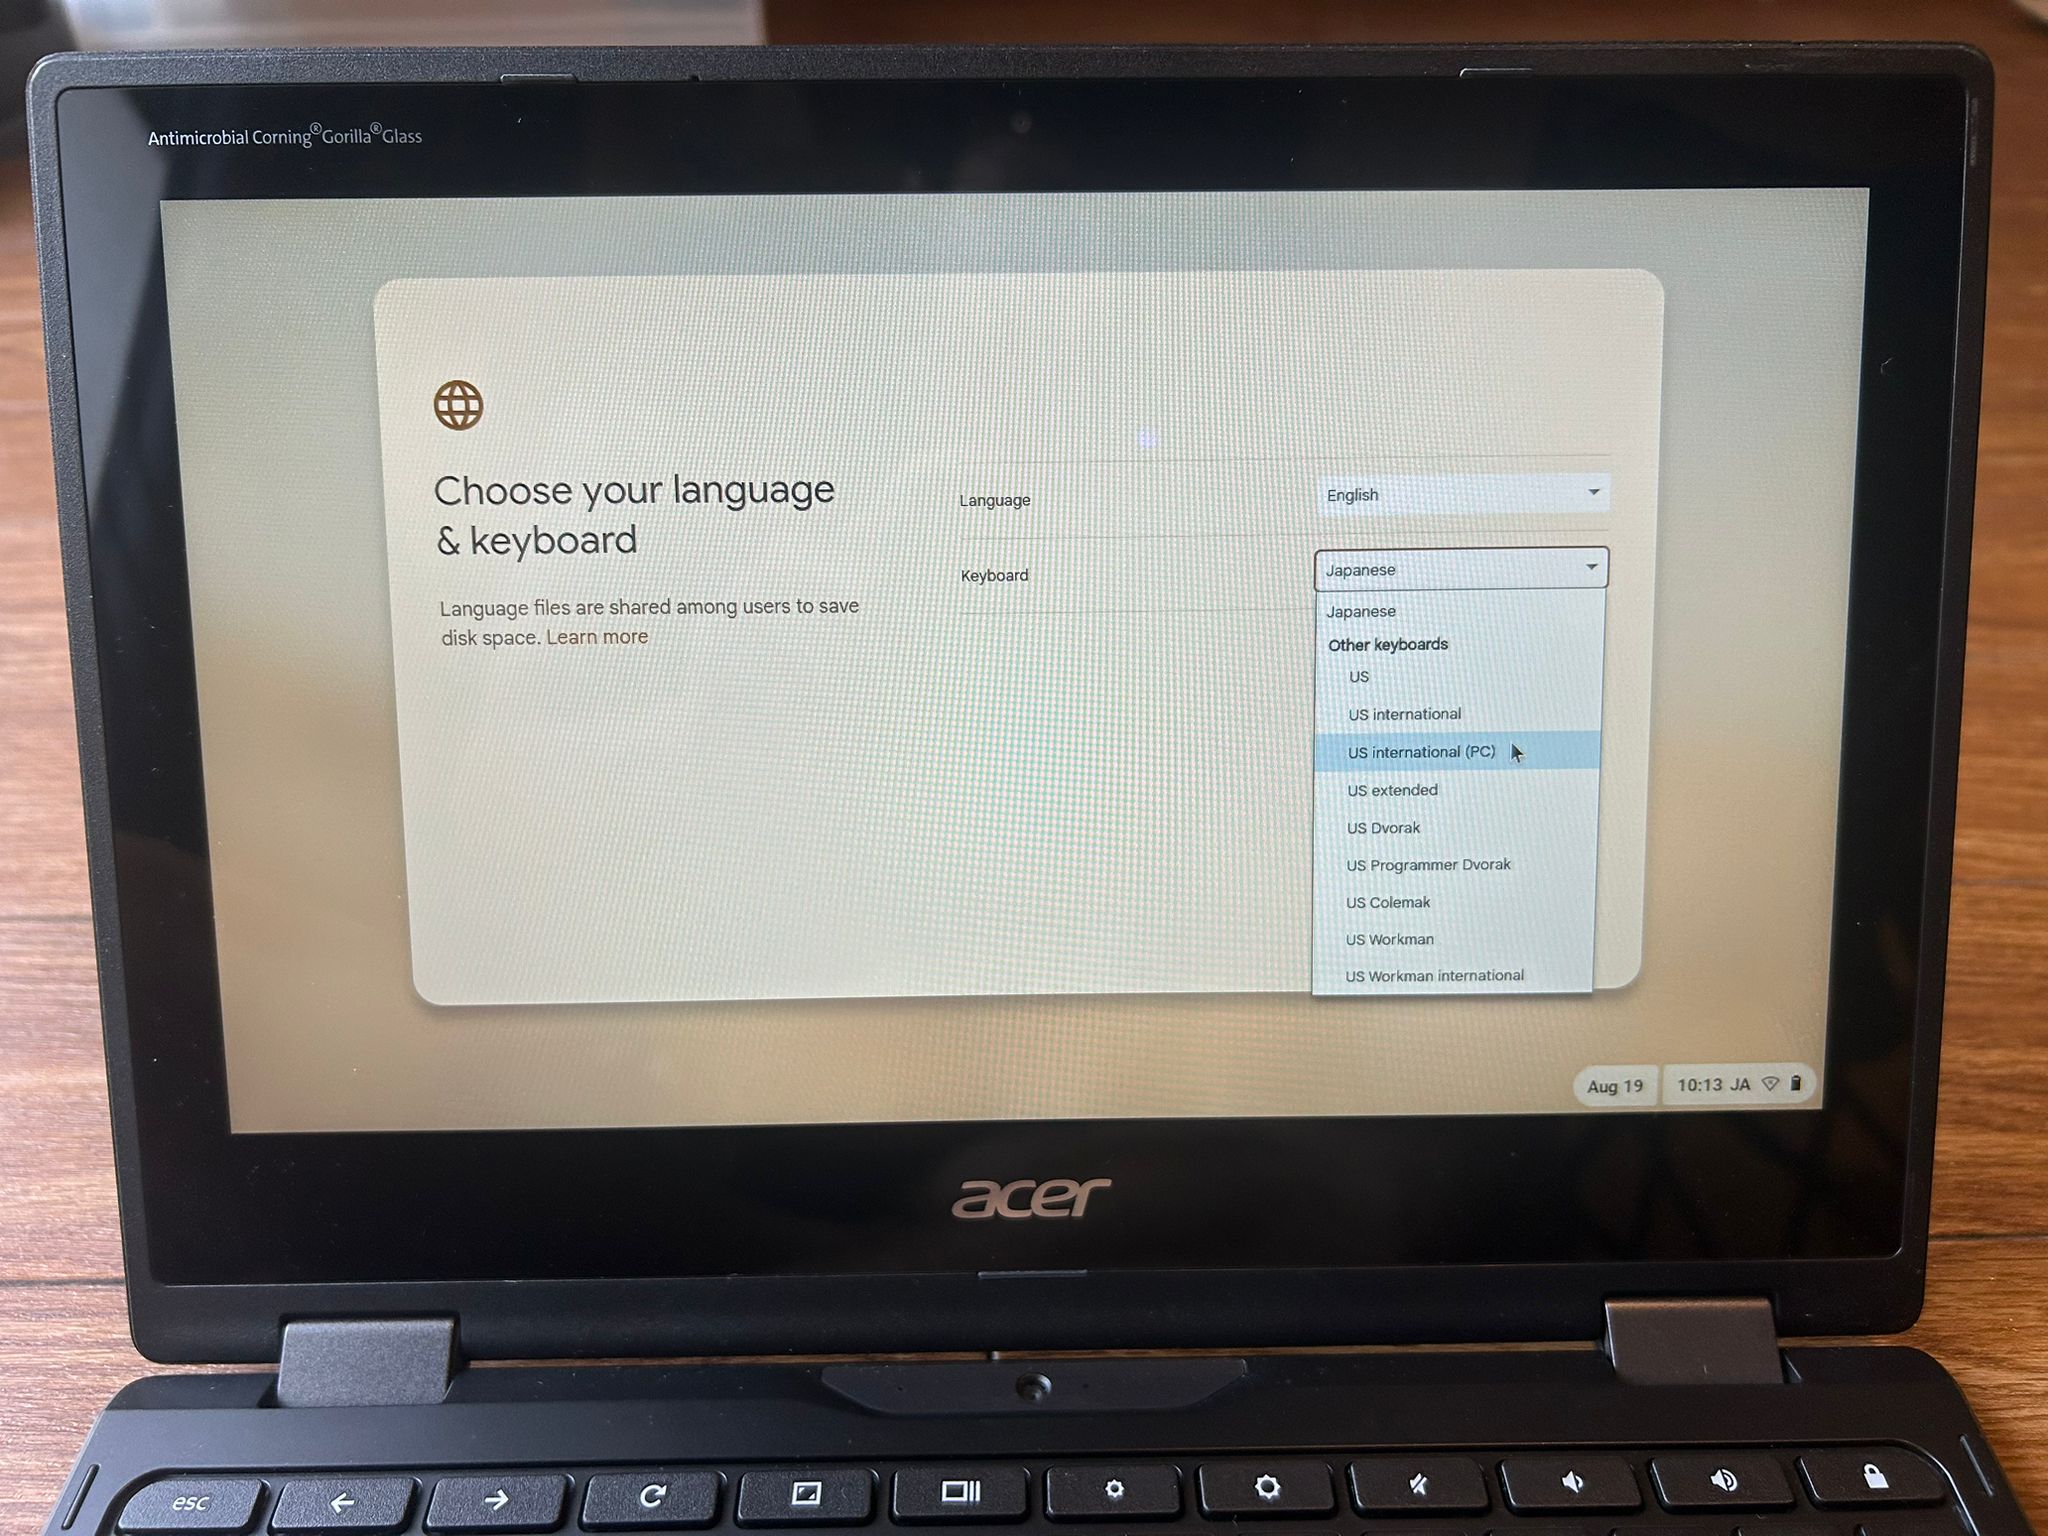 Antimicrobial Corning®Gorilla®Glass
Choose your language
& keyboard
Language files are shared among users to save
disk space. Learn more
Language
English
Keyboard
Japanese
Japanese
Other keyboards
US
US international
US international (PC)
US extended
US Dvorak
US Programmer Dvorak
US Colemak
US Workman
US Workman international
Aug 19
10:13 JA
acer
esc